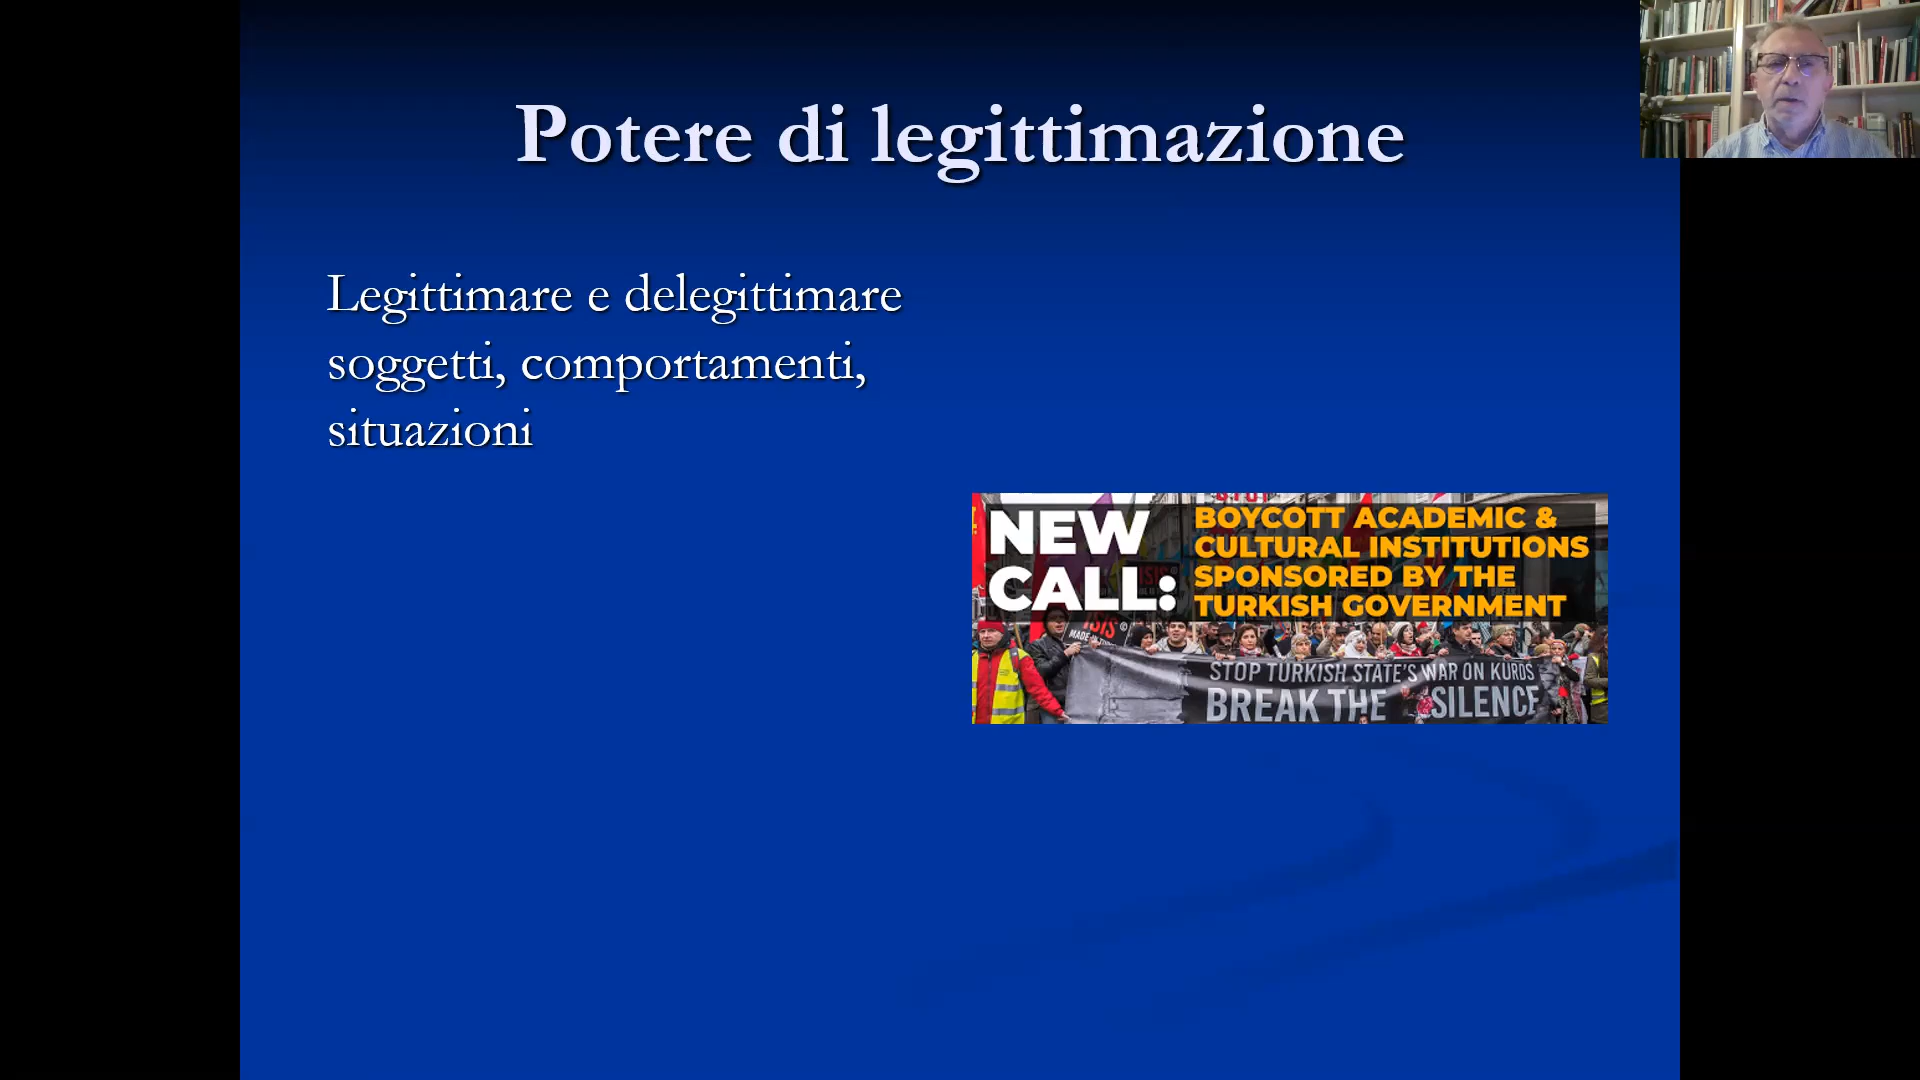 Potere di legittimazione
Legittimare e delegittimare
soggetti, comportamenti,
situazioni
NEW
CALL:
BOYCOTT ACADEMIC &
CULTURAL INSTITUTIONS
SPONSORED BY THE
TURKISH GOVERNMENT
ISIS
STOP TURKISH STATE'S WAR ON KURDS
BREAK THE SILENCE